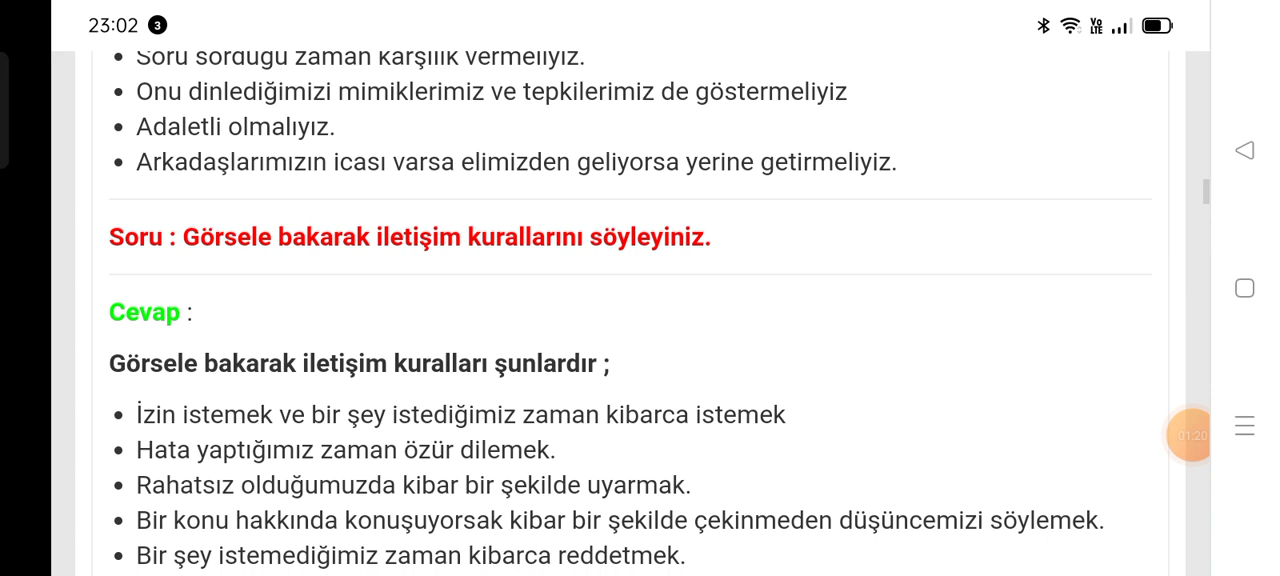 23:02 3
Soru sorduğu zaman karşılık vermeliyiz.
Onu dinlediğimizi mimiklerimiz ve tepkilerimiz de göstermeliyiz
Adaletli olmalıyız.
Arkadaşlarımızın icası varsa elimizden geliyorsa yerine getirmeliyiz.
Soru : Görsele bakarak iletişim kurallarını söyleyiniz.
Cevap :
Görsele bakarak iletişim kuralları şunlardır ;
İzin istemek ve bir şey istediğimiz zaman kibarca istemek
Hata yaptığımız zaman özür dilemek.
01:20
Rahatsız olduğumuzda kibar bir şekilde uyarmak.
Bir konu hakkında konuşuyorsak kibar bir şekilde çekinmeden düşüncemizi söylemek.
Bir şey istemediğimiz zaman kibarca reddetmek.